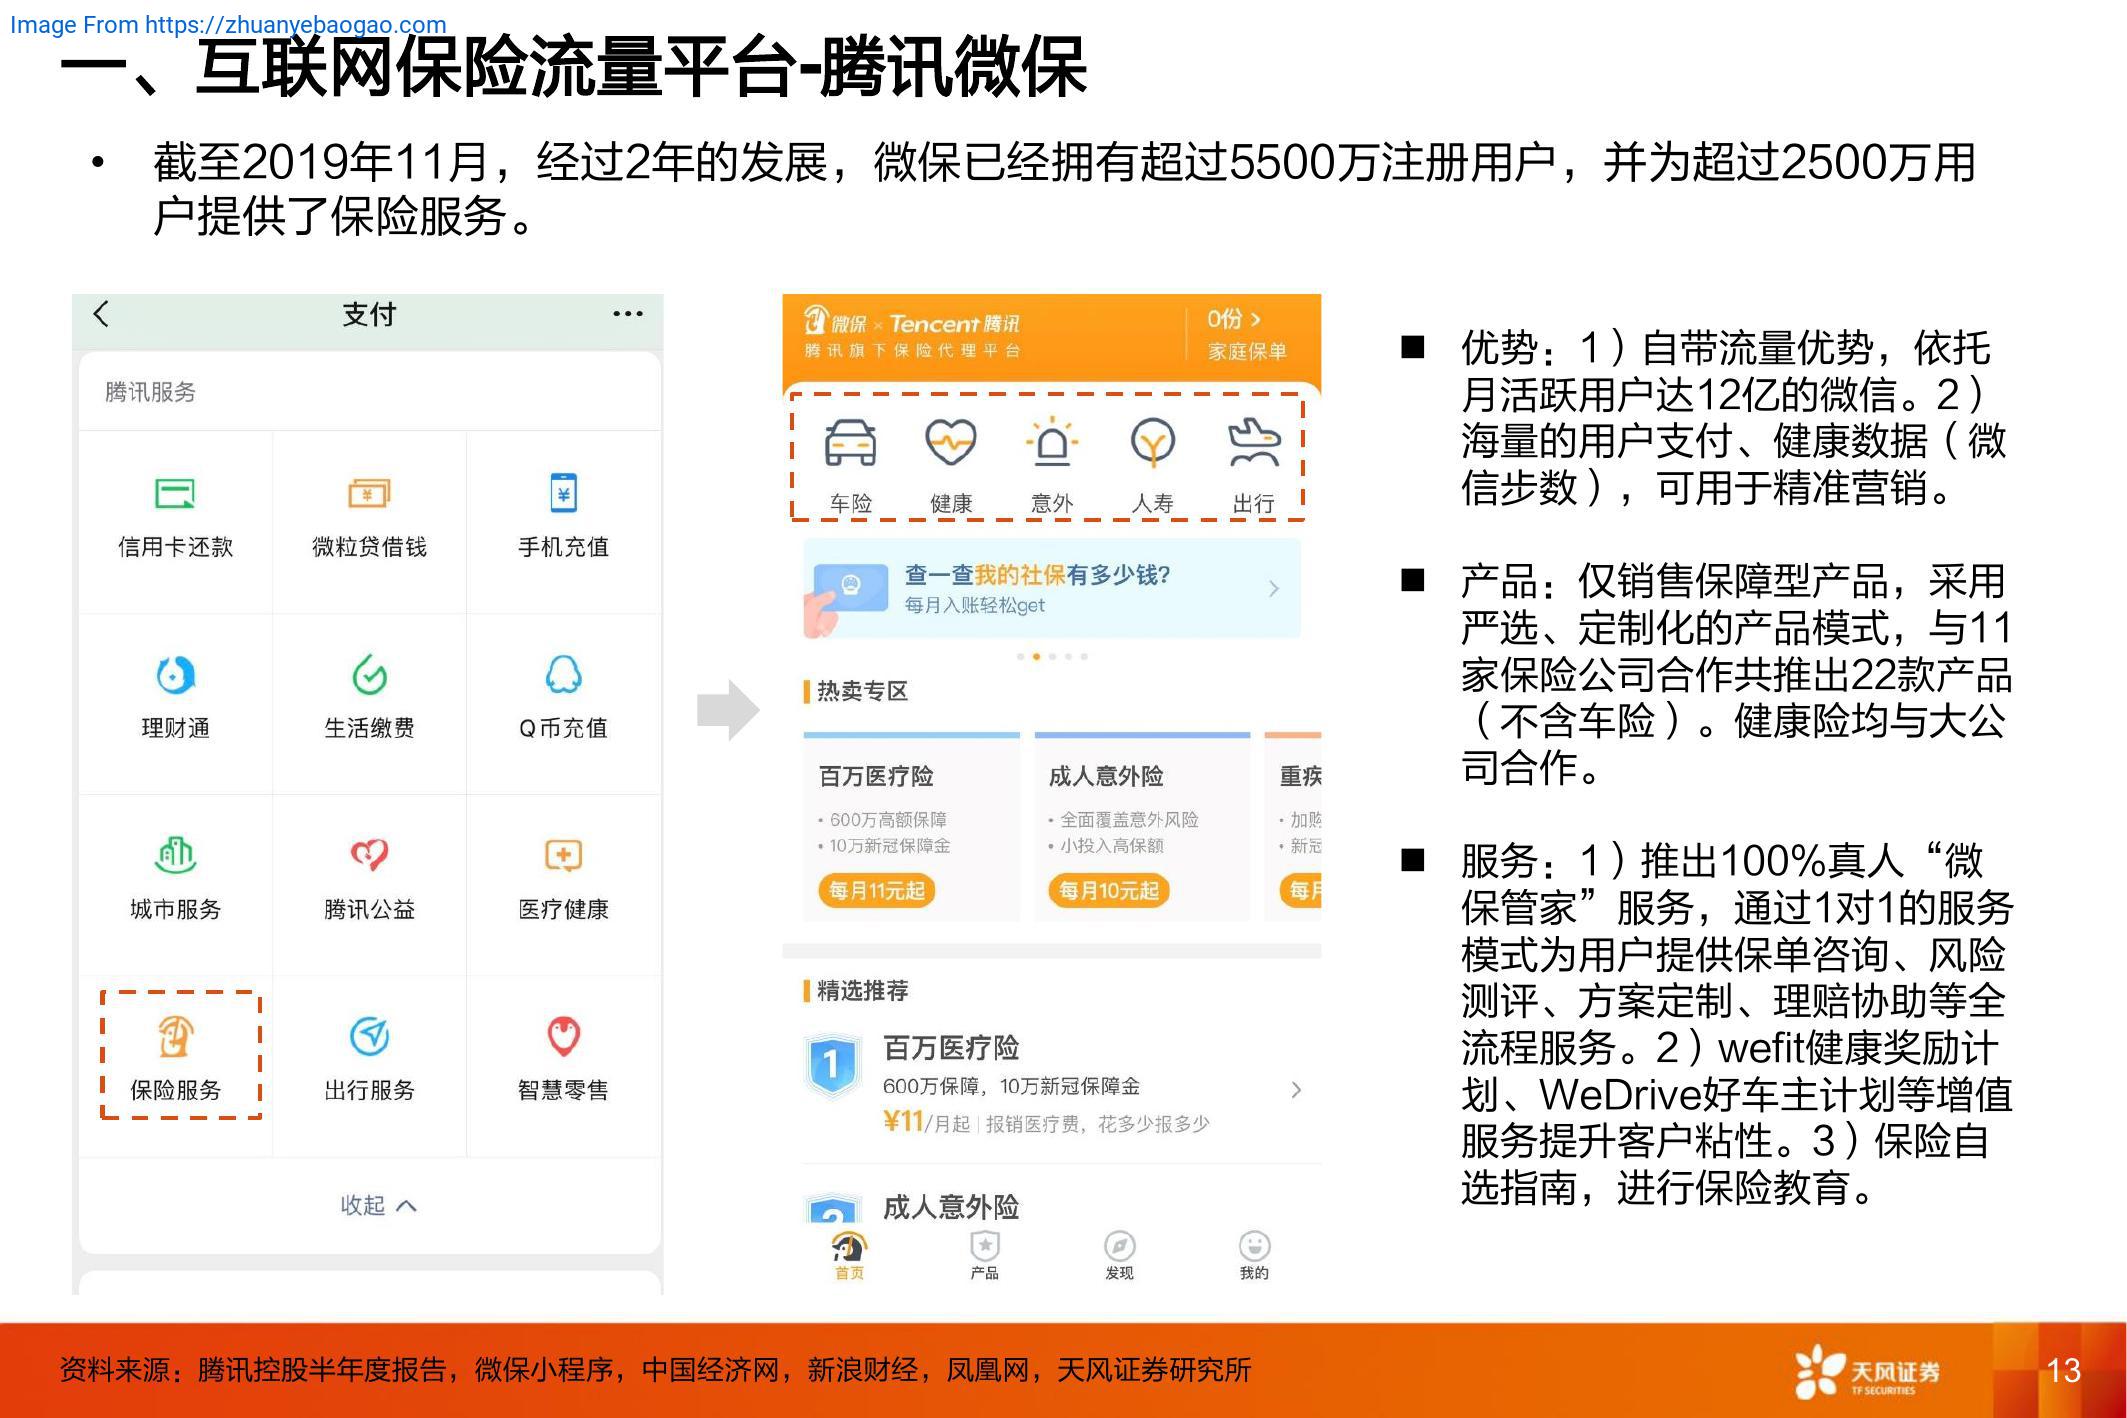 Image From https://zhuanyebaogao.com
一、互联网保险流量平台-腾讯微保
• 截至2019年11月，经过2年的发展，微保已经拥有超过5500万注册用户，并为超过2500万用
户提供了保险服务。
支付
腾讯服务
信用卡还款 微粒贷借钱 手机充值
理财通 生活缴费 Q币充值
城市服务 腾讯公益 医疗健康
保险服务 出行服务 智慧零售
收起
微保 × Tencent 腾讯
腾讯旗下保险代理平台
0份 >
家庭保单
车险 健康 意外 人寿 出行
查一查我的社保有多少钱?
每月入账轻松get
热卖专区
百万医疗险
• 600万高额保障
• 10万新冠保障金
每月11元起
成人意外险
• 全面覆盖意外风险
• 小投入高保额
每月10元起
重疾
• 加购
• 新冠
每月
精选推荐
1
百万医疗险
600万保障，10万新冠保障金
¥11/月起 | 报销医疗费，花多少报多少
2
成人意外险
首页 产品 发现 我的
■ 优势：1）自带流量优势，依托
月活跃用户达12亿的微信。2）
海量的用户支付、健康数据（微
信步数），可用于精准营销。
■ 产品：仅销售保障型产品，采用
严选、定制化的产品模式，与11
家保险公司合作共推出22款产品
（不含车险）。健康险均与大公
司合作。
■ 服务：1）推出100%真人“微
保管家”服务，通过1对1的服务
模式为用户提供保单咨询、风险
测评、方案定制、理赔协助等全
流程服务。2）wefit健康奖励计
划、WeDrive好车主计划等增值
服务提升客户粘性。3）保险自
选指南，进行保险教育。
资料来源：腾讯控股半年度报告，微保小程序，中国经济网，新浪财经，凤凰网，天风证券研究所
天风证券
TF SECURITIES
13